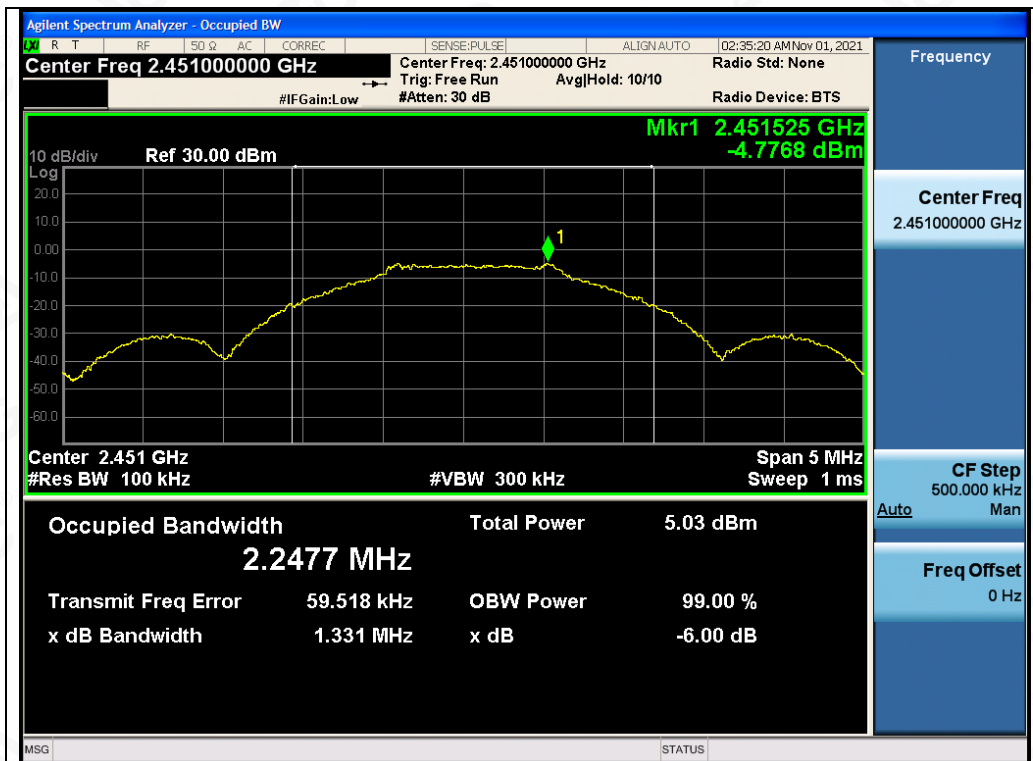 Agilent Spectrum Analyzer - Occupied BW
LXI R T RF 50 Ω AC CORREC SENSE:PULSE ALIGN AUTO 02:35:20 AM Nov 01, 2021
Center Freq 2.451000000 GHz
Center Freq: 2.451000000 GHz
Radio Std: None
Trig: Free Run Avg|Hold: 10/10
#IFGain:Low
#Atten: 30 dB
Radio Device: BTS
Mkr1 2.451525 GHz
-4.7768 dBm
10 dB/div Ref 30.00 dBm
Log
20.0
10.0
0.00
-10.0
-20.0
-30.0
-40.0
-50.0
-60.0
1
Center 2.451 GHz
Span 5 MHz
#Res BW 100 kHz
#VBW 300 kHz
Sweep 1 ms
Occupied Bandwidth
2.2477 MHz
Total Power 5.03 dBm
Transmit Freq Error 59.518 kHz
OBW Power 99.00 %
x dB Bandwidth 1.331 MHz
x dB -6.00 dB
Frequency
Center Freq
2.451000000 GHz
CF Step
500.000 kHz
Auto Man
Freq Offset
0 Hz
MSG
STATUS